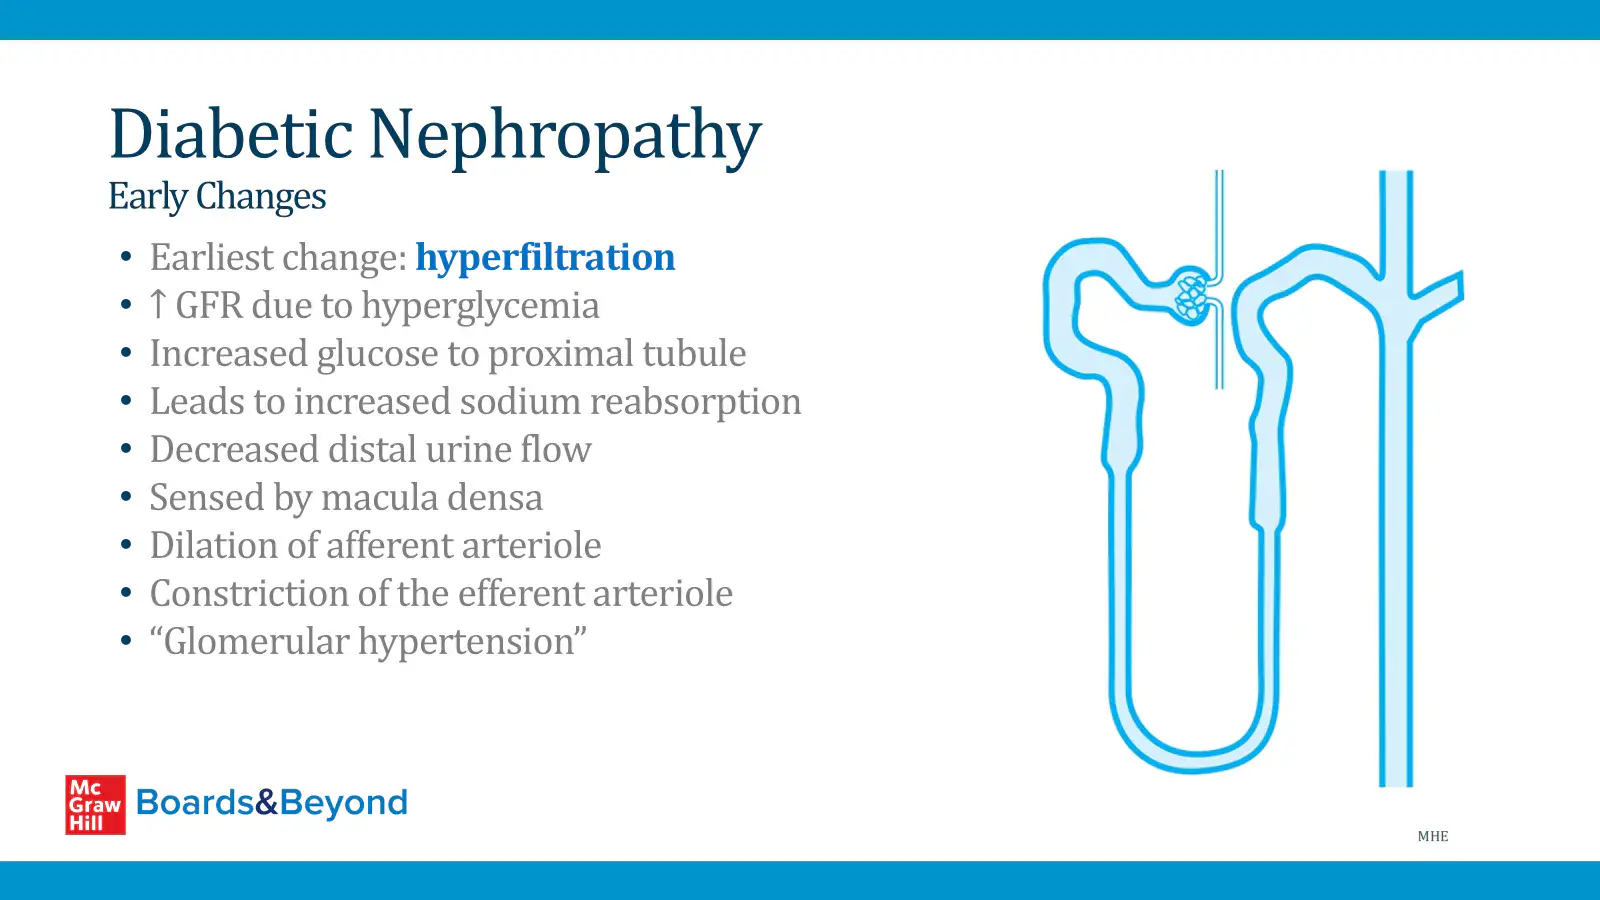 Diabetic Nephropathy
Early Changes
• Earliest change: hyperfiltration
• ↑ GFR due to hyperglycemia
• Increased glucose to proximal tubule
• Leads to increased sodium reabsorption
• Decreased distal urine flow
• Sensed by macula densa
• Dilation of afferent arteriole
• Constriction of the efferent arteriole
• “Glomerular hypertension”
Mc
Graw
Hill
Boards&Beyond
MHE